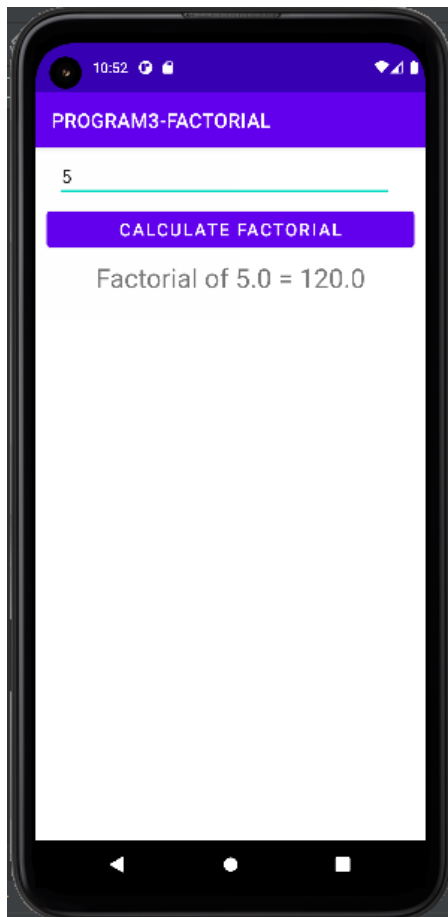 10:52
PROGRAM3-FACTORIAL
5
CALCULATE FACTORIAL
Factorial of 5.0 = 120.0